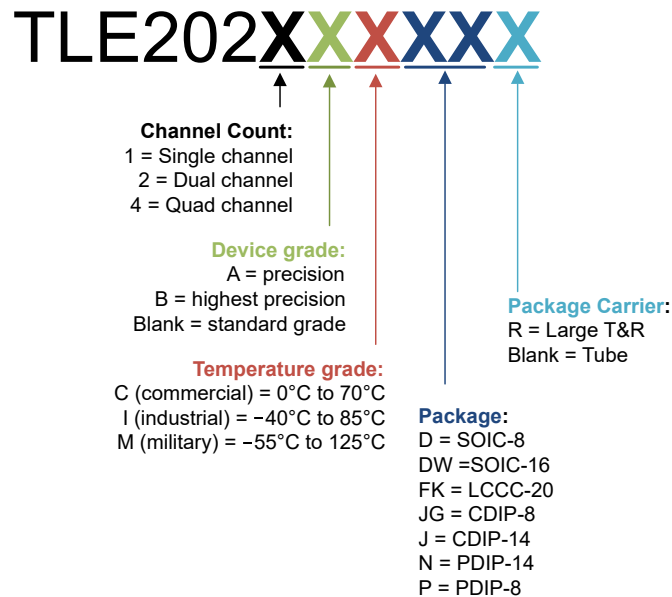 TLE202XXXXXX
Channel Count:
1 = Single channel
2 = Dual channel
4 = Quad channel
Device grade:
A = precision
B = highest precision
Blank = standard grade
Temperature grade:
C (commercial) = 0°C to 70°C
I (industrial) = −40°C to 85°C
M (military) = −55°C to 125°C
Package:
D = SOIC-8
DW =SOIC-16
FK = LCCC-20
JG = CDIP-8
J = CDIP-14
N = PDIP-14
P = PDIP-8
Package Carrier:
R = Large T&R
Blank = Tube